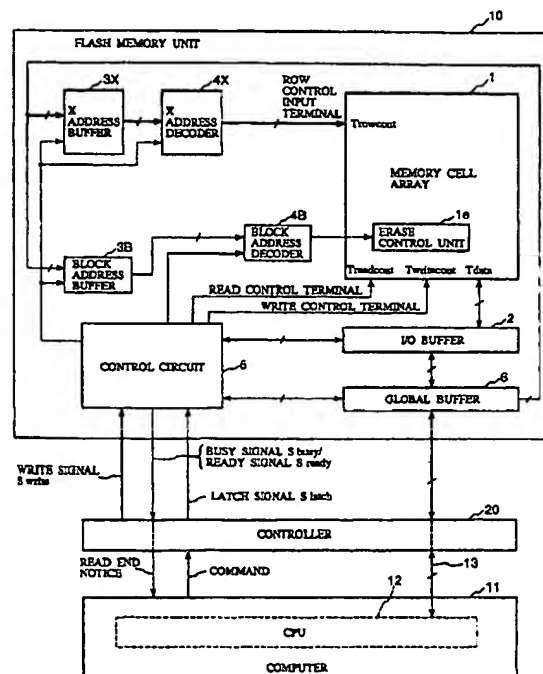 10
FLASH MEMORY UNIT
3X
4X
1
X
ADDRESS
BUFFER
X
ADDRESS
DECODER
ROW
CONTROL
INPUT
TERMINAL
Trowcont
MEMORY CELL
ARRAY
4B
1e
3B
BLOCK
ADDRESS
DECODER
ERASE
CONTROL UNIT
BLOCK
ADDRESS
BUFFER
Treadcont Twritecont Tdata
READ CONTROL TERMINAL
WRITE CONTROL TERMINAL
2
CONTROL CIRCUIT
I/O BUFFER
5
6
GLOBAL BUFFER
WRITE SIGNAL
S write
BUSY SIGNAL S busy/
READY SIGNAL S ready
LATCH SIGNAL S latch
20
CONTROLLER
READ END
NOTICE
COMMAND
12
13
11
CPU
COMPUTER